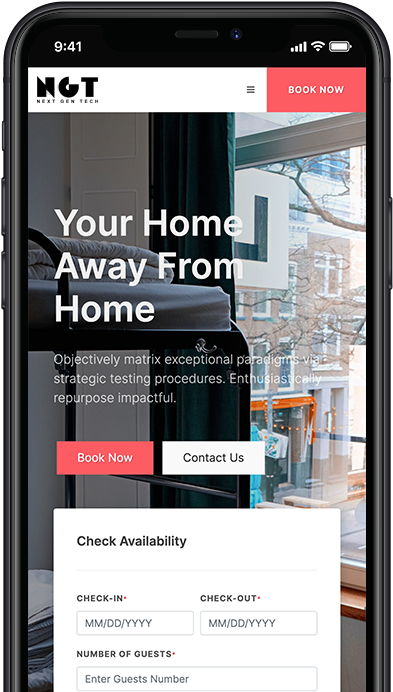 9:41
NGT
NEXT GEN TECH
BOOK NOW
Your Home
Away From
Home
Objectively matrix exceptional paradigms via
strategic testing procedures. Enthusiastically
repurpose impactful.
Book Now
Contact Us
Check Availability
CHECK-IN*
CHECK-OUT*
MM/DD/YYYY
MM/DD/YYYY
NUMBER OF GUESTS*
Enter Guests Number